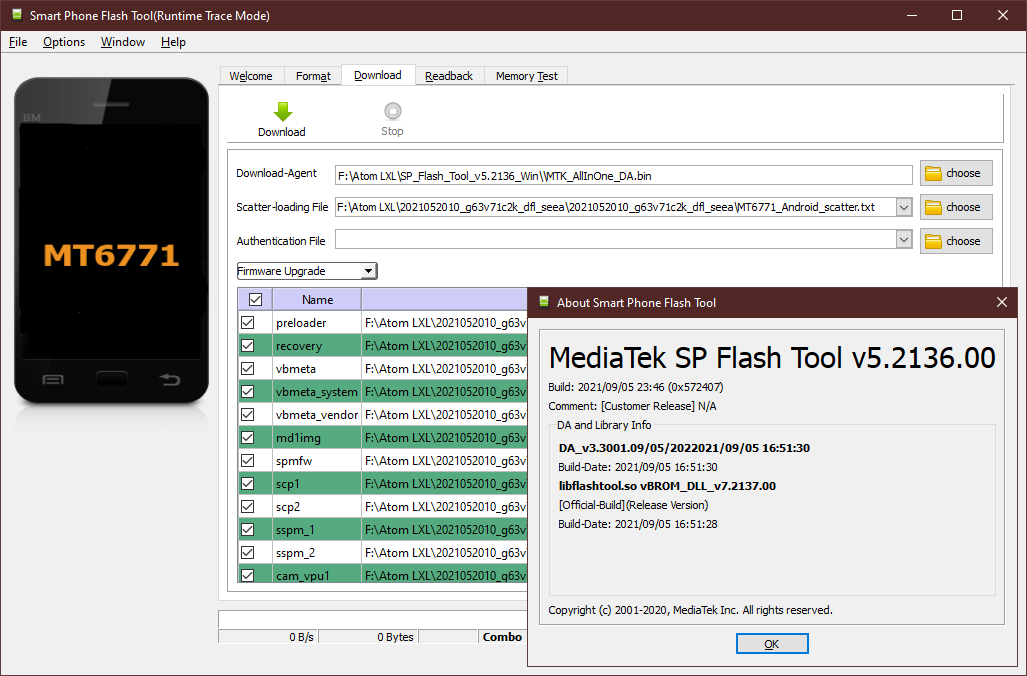 Smart Phone Flash Tool(Runtime Trace Mode)
File Options Window Help
Welcome Format Download Readback Memory Test
Download Stop
BM
MT6771
Download-Agent F:\Atom LXL\SP_Flash_Tool_v5.2136_Win\\MTK_AllInOne_DA.bin choose
Scatter-loading File F:\Atom LXL\2021052010_g63v71c2k_dfl_seea\2021052010_g63v71c2k_dfl_seea\MT6771_Android_scatter.txt choose
Authentication File choose
Firmware Upgrade
Name
preloader F:\Atom LXL\2021052010_g63v
recovery F:\Atom LXL\2021052010_g63v
vbmeta F:\Atom LXL\2021052010_g63v
vbmeta_system F:\Atom LXL\2021052010_g63v
vbmeta_vendor F:\Atom LXL\2021052010_g63v
md1img F:\Atom LXL\2021052010_g63v
spmfw F:\Atom LXL\2021052010_g63v
scp1 F:\Atom LXL\2021052010_g63v
scp2 F:\Atom LXL\2021052010_g63v
sspm_1 F:\Atom LXL\2021052010_g63v
sspm_2 F:\Atom LXL\2021052010_g63v
cam_vpu1 F:\Atom LXL\2021052010_g63v
0 B/s 0 Bytes Combo
About Smart Phone Flash Tool
MediaTek SP Flash Tool v5.2136.00
Build: 2021/09/05 23:46 (0x572407)
Comment: [Customer Release] N/A
DA and Library Info
DA_v3.3001.09/05/2022021/09/05 16:51:30
Build-Date: 2021/09/05 16:51:30
libflashtool.so vBROM_DLL_v7.2137.00
[Official-Build](Release Version)
Build-Date: 2021/09/05 16:51:28
Copyright (c) 2001-2020, MediaTek Inc. All rights reserved.
OK